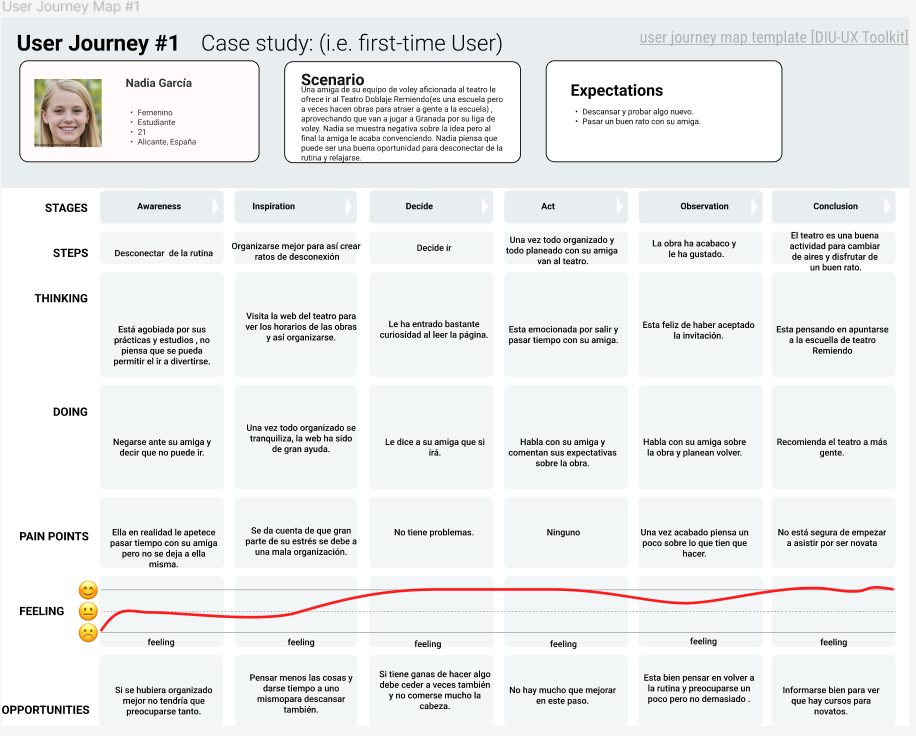 User Journey Map #1
User Journey #1 Case study: (i.e. first-time User)
user journey map template [DIU-UX Toolkit]
Nadia García
• Femenino
• Estudiante
• 21
• Alicante, España
Scenario
Una amiga de su equipo de voley aficionada al teatro le
ofrece ir al Teatro Doblaje Remiendo(es una escuela pero
a veces hacen obras para atraer a gente a la escuela) ,
aprovechando que van a jugar a Granada por su liga de
voley. Nadia se muestra negativa sobre la idea pero al
final la amiga le acaba convenciendo. Nadia piensa que
puede ser una buena oportunidad para desconectar de la
rutina y relajarse.
Expectations
• Descansar y probar algo nuevo.
• Pasar un buen rato con su amiga.
STAGES
Awareness
Inspiration
Decide
Act
Observation
Conclusion
STEPS
Desconectar de la rutina
Organizarse mejor para así crear
ratos de desconexión
Decide ir
Una vez todo organizado y
todo planeado con su amiga
van al teatro.
La obra ha acabaco y
le ha gustado.
El teatro es una buena
actividad para cambiar
de aires y disfrutar de
un buen rato.
THINKING
Está agobiada por sus
prácticas y estudios , no
piensa que se pueda
permitir el ir a divertirse.
Visita la web del teatro para
ver los horarios de las obras
y así organizarse.
Le ha entrado bastante
curiosidad al leer la página.
Esta emocionada por salir y
pasar tiempo con su amiga.
Esta feliz de haber aceptado
la invitación.
Esta pensando en apuntarse
a la escuella de teatro
Remiendo
DOING
Negarse ante su amiga y
decir que no puede ir.
Una vez todo organizado se
tranquiliza, la web ha sido
de gran ayuda.
Le dice a su amiga que si
irá.
Habla con su amiga y
comentan sus expectativas
sobre la obra.
Habla con su amiga sobre
la obra y planean volver.
Recomienda el teatro a más
gente.
PAIN POINTS
Ella en realidad le apetece
pasar tiempo con su amiga
pero no se deja a ella
misma.
Se da cuenta de que gran
parte de su estrés se debe a
una mala organización.
No tiene problemas.
Ninguno
Una vez acabado piensa un
poco sobre lo que tien que
hacer.
No está segura de empezar
a asistir por ser novata
FEELING
feeling
feeling
feeling
feeling
feeling
feeling
OPPORTUNITIES
Si se hubiera organizado
mejor no tendría que
preocuparse tanto.
Pensar menos las cosas y
darse tiempo a uno
mismopara descansar
también.
Si tiene ganas de hacer algo
debe ceder a veces también
y no comerse mucho la
cabeza.
No hay mucho que mejorar
en este paso.
Esta bien pensar en volver a
la rutina y preocuparse un
poco pero no demasiado .
Informarse bien para ver
que hay cursos para
novatos.